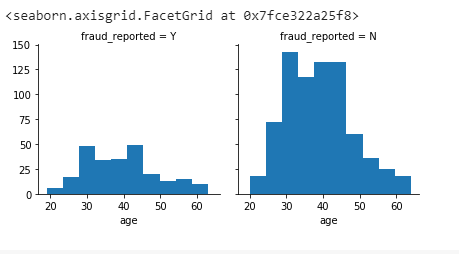 <seaborn.axisgrid.FacetGrid at 0x7fce322a25f8>
fraud_reported = Y
fraud_reported = N
150
125
100
75
50
25
0
20 30 40 50 60
20 30 40 50 60
age
age